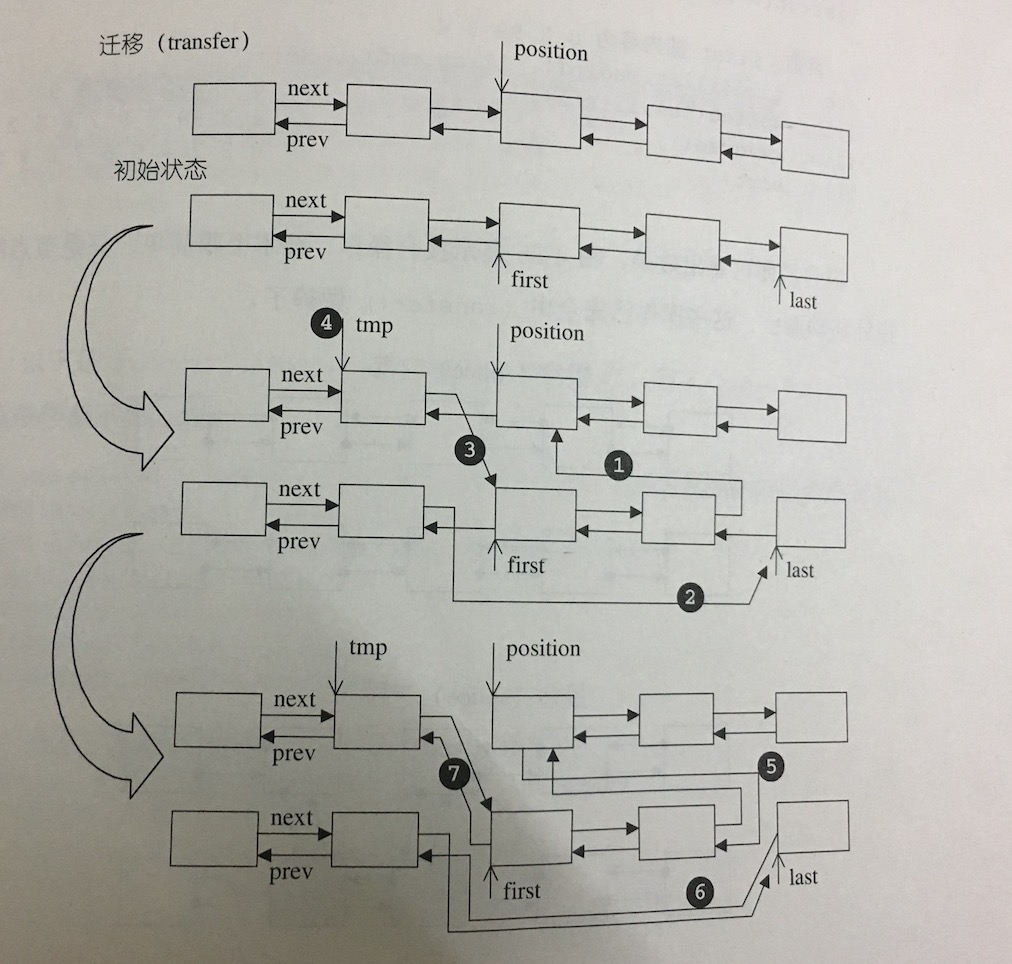 迁移 (transfer)
position
next
prev
初始状态
next
prev
first
last
4 tmp
position
next
prev
3
1
next
prev
first
last
2
tmp
position
next
prev
7
5
next
prev
first
last
6